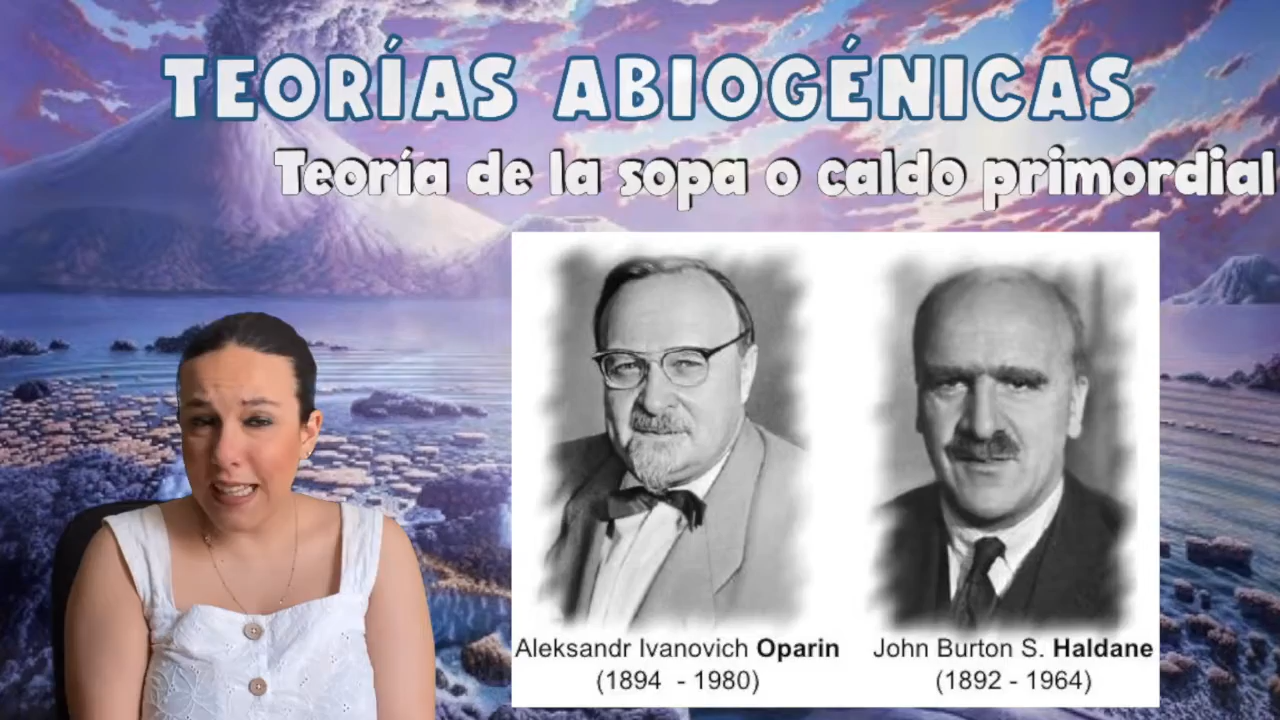 TEORÍAS ABIOGÉNICAS
Teoría de la sopa o caldo primordial
Aleksandr Ivanovich Oparin
(1894 - 1980)
John Burton S. Haldane
(1892 - 1964)